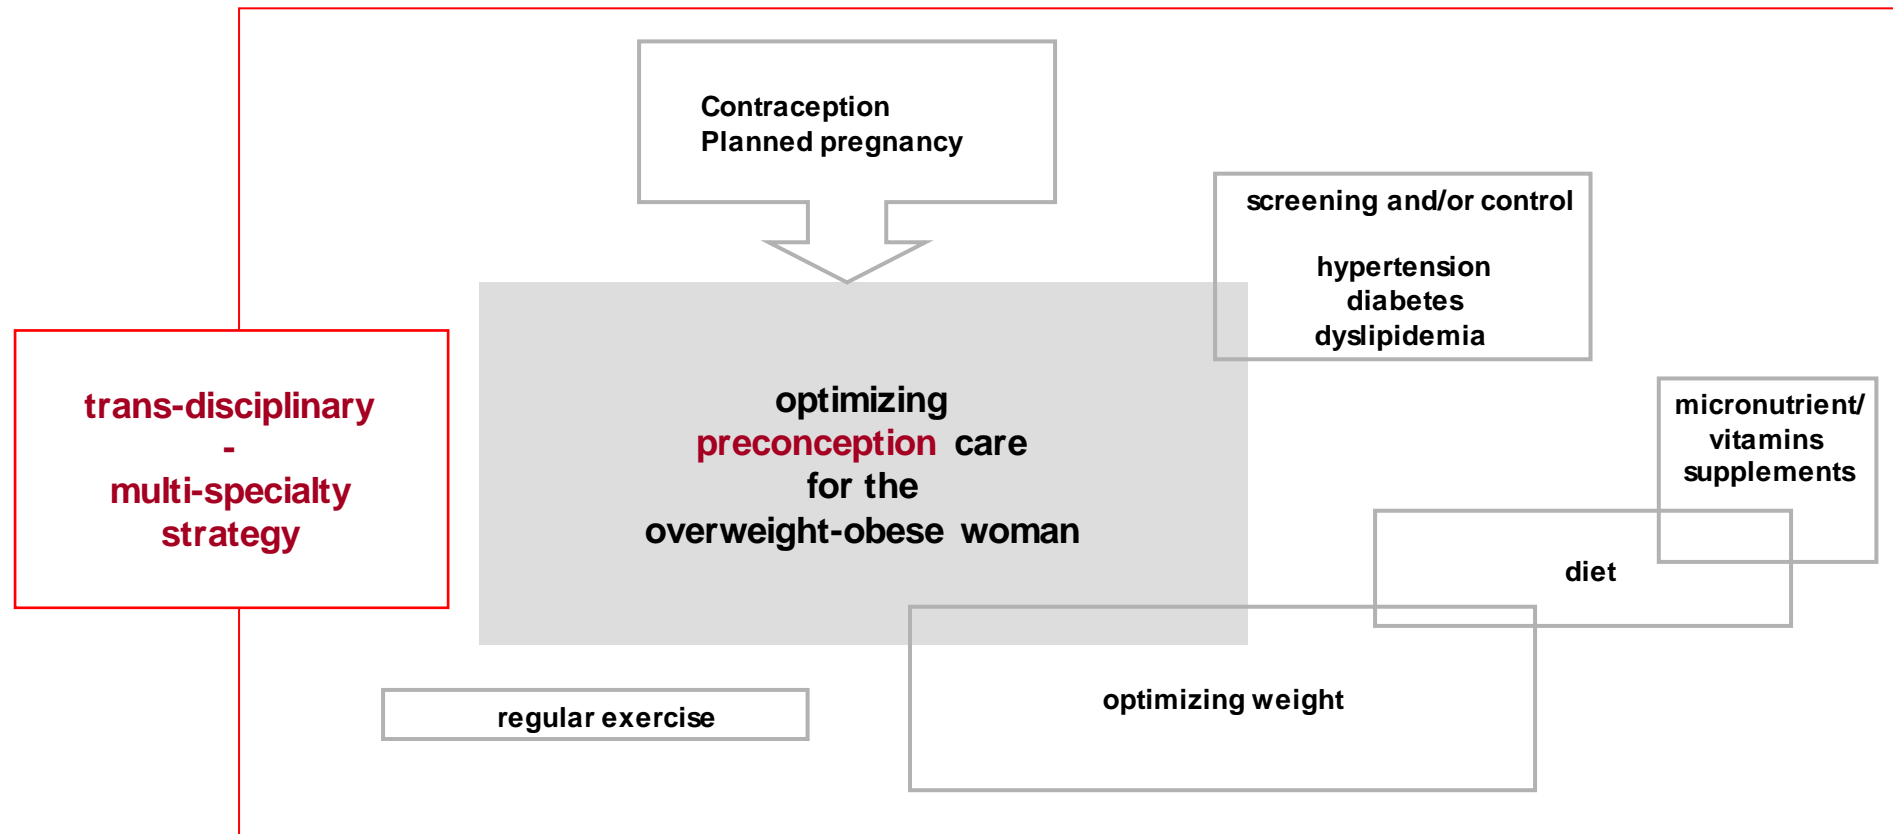 Contraception
Planned pregnancy
screening and/or control
hypertension
diabetes
dyslipidemia
trans-disciplinary
-
multi-specialty
strategy
optimizing
preconception care
for the
overweight-obese woman
micronutrient/
vitamins
supplements
diet
optimizing weight
regular exercise